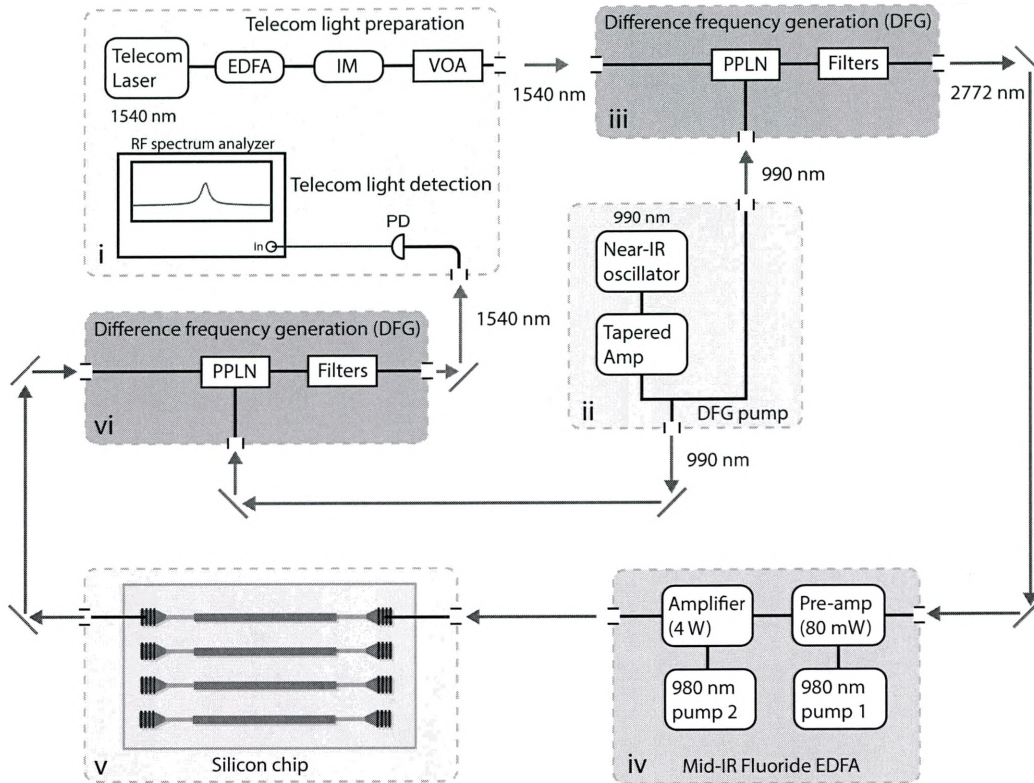 Telecom light preparation
Telecom
Laser
EDFA
IM
VOA
1540 nm
1540 nm
RF spectrum analyzer
Telecom light detection
In
PD
i
1540 nm
Difference frequency generation (DFG)
PPLN
Filters
iii
2772 nm
990 nm
990 nm
Near-IR
oscillator
Tapered
Amp
ii
DFG pump
990 nm
Difference frequency generation (DFG)
PPLN
Filters
vi
Amplifier
(4 W)
Pre-amp
(80 mW)
980 nm
pump 2
980 nm
pump 1
iv
Mid-IR Fluoride EDFA
v
Silicon chip